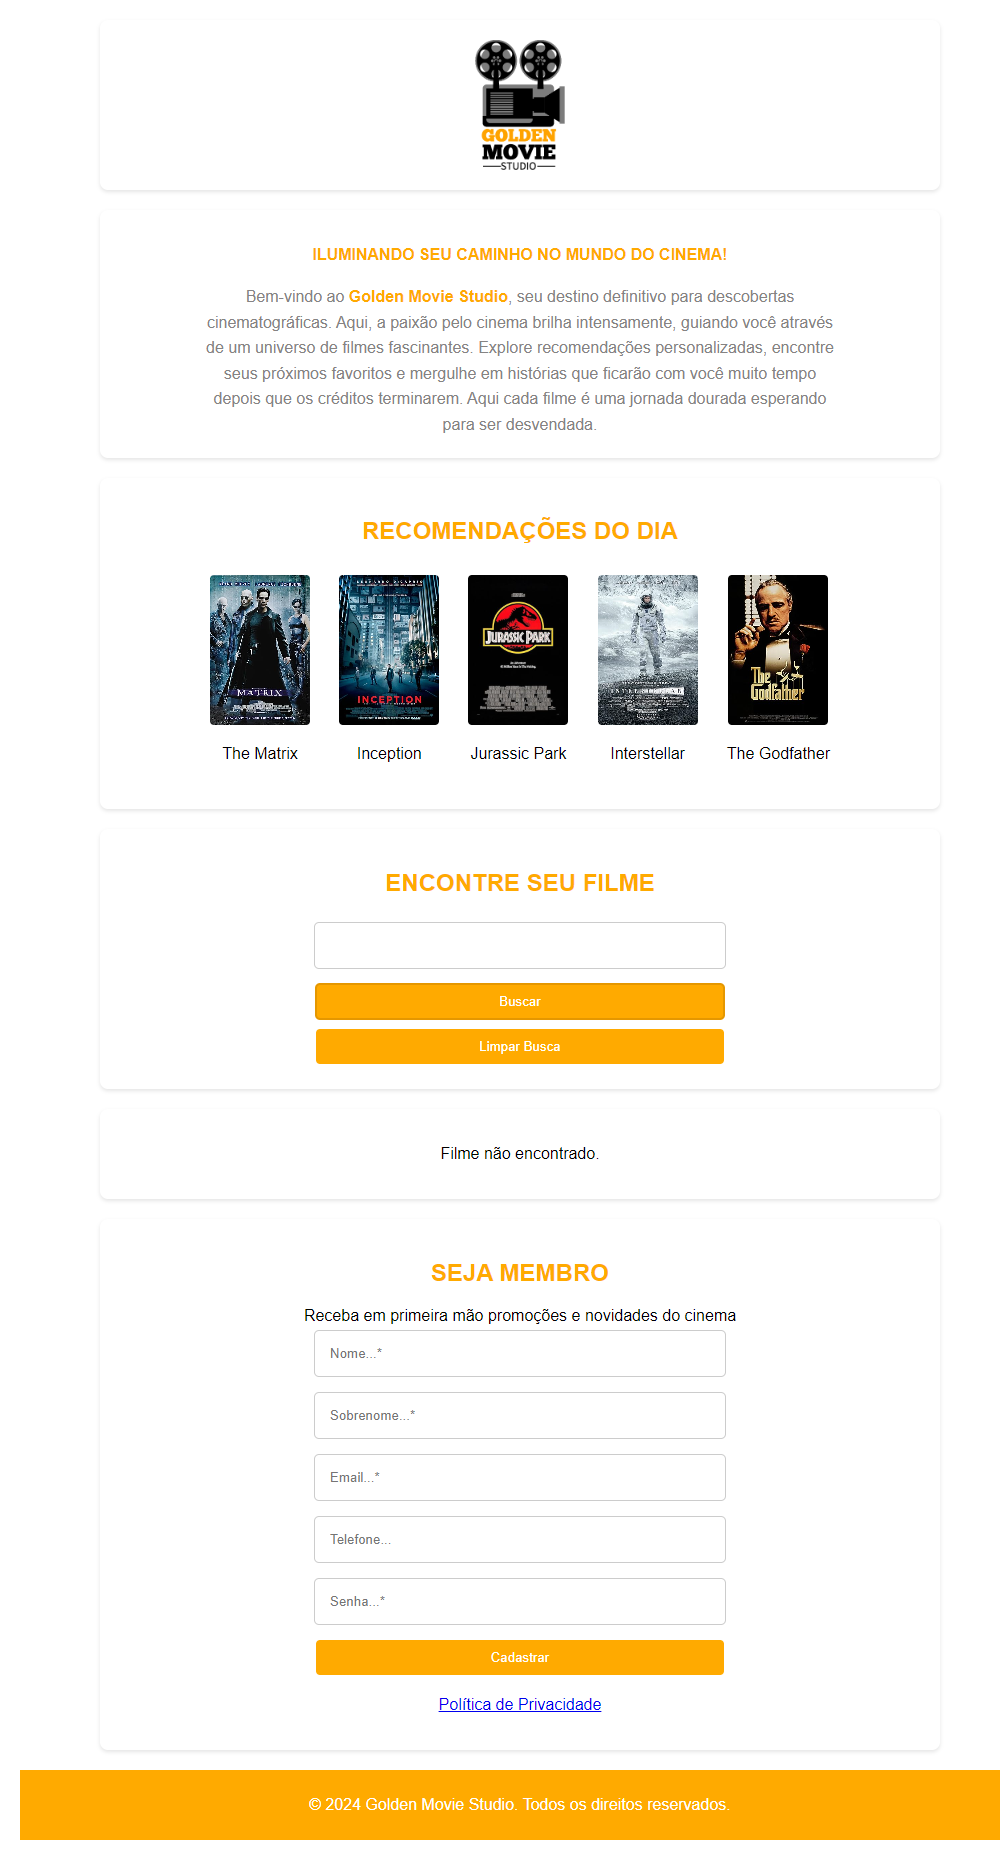 GOLDEN
MOVIE
STUDIO
ILUMINANDO SEU CAMINHO NO MUNDO DO CINEMA!
Bem-vindo ao Golden Movie Studio, seu destino definitivo para descobertas
cinematográficas. Aqui, a paixão pelo cinema brilha intensamente, guiando você através
de um universo de filmes fascinantes. Explore recomendações personalizadas, encontre
seus próximos favoritos e mergulhe em histórias que ficarão com você muito tempo
depois que os créditos terminarem. Aqui cada filme é uma jornada dourada esperando
para ser desvendada.
RECOMENDAÇÕES DO DIA
MATRIX
INCEPTION
JURASSIC PARK
The
Godfather
The Matrix
Inception
Jurassic Park
Interstellar
The Godfather
ENCONTRE SEU FILME
Buscar
Limpar Busca
Filme não encontrado.
SEJA MEMBRO
Receba em primeira mão promoções e novidades do cinema
Nome...*
Sobrenome...*
Email...*
Telefone...
Senha...*
Cadastrar
Política de Privacidade
© 2024 Golden Movie Studio. Todos os direitos reservados.